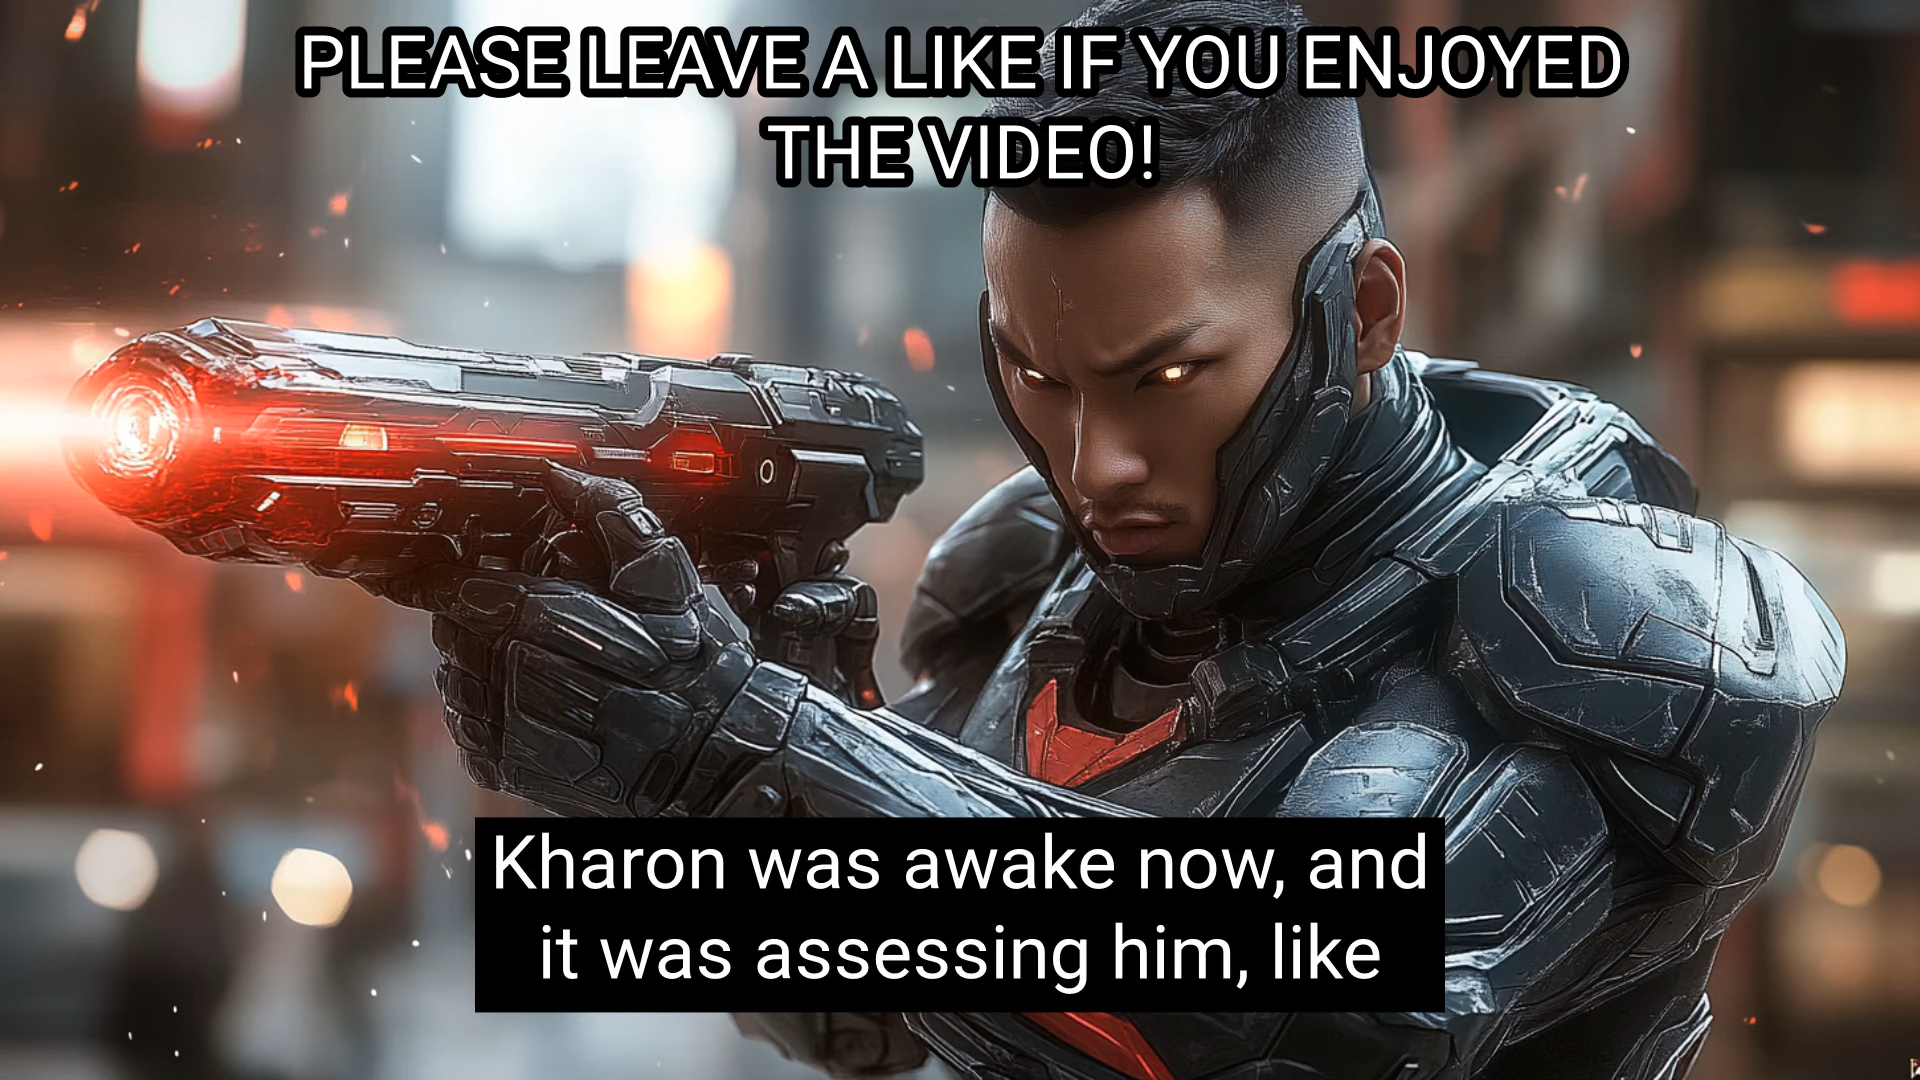 PLEASE LEAVE A LIKE IF YOU ENJOYED
THE VIDEO!
Kharon was awake now, and
it was assessing him, like